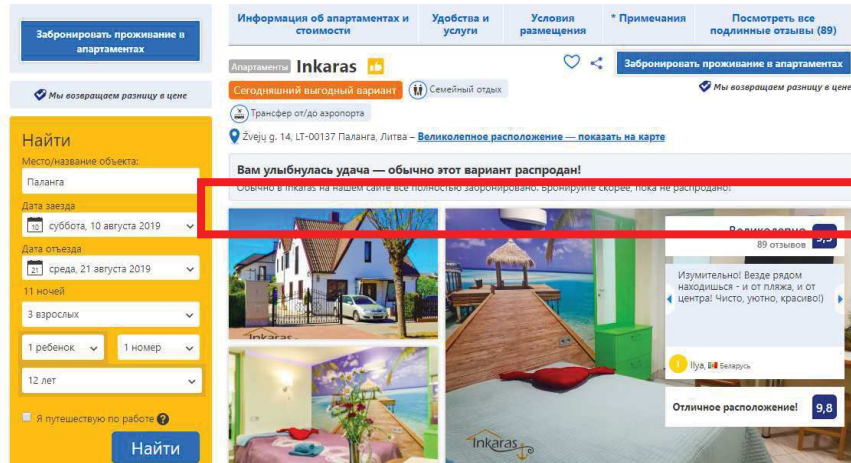 Забронировать проживание в
апартаментах
Мы возвращаем разницу в цене
Найти
Место/название объекта:
Паланга
Дата заезда
10
суббота, 10 августа 2019
Дата отъезда
21
среда, 21 августа 2019
11 ночей
3 взрослых
1 ребенок
1 номер
12 лет
Я путешествую по работе ?
Найти
Информация об апартаментах и
стоимости
Удобства и
услуги
Условия
размещения
* Примечания
Посмотреть все
подлинные отзывы (89)
Апартаменты Inkaras
Забронировать проживание в апартаментах
Сегодняшний выгодный вариант
Семейный отдых
Мы возвращаем разницу в цене
Трансфер от/до аэропорта
Žvejų g. 14, LT-00137 Паланга, Литва – Великолепное расположение — показать на карте
Вам улыбнулась удача — обычно этот вариант распродан!
Обычно в Inkaras на нашем сайте все полностью забронировано. Бронируйте скорее, пока не распродано!
Великолепно
89 отзывов
Изумительно! Везде рядом
находишься - и от пляжа, и от
центра! Чисто, уютно, красиво!)
I
Ilya, Беларусь
Отличное расположение!
9,8
Inkaras
Inkaras